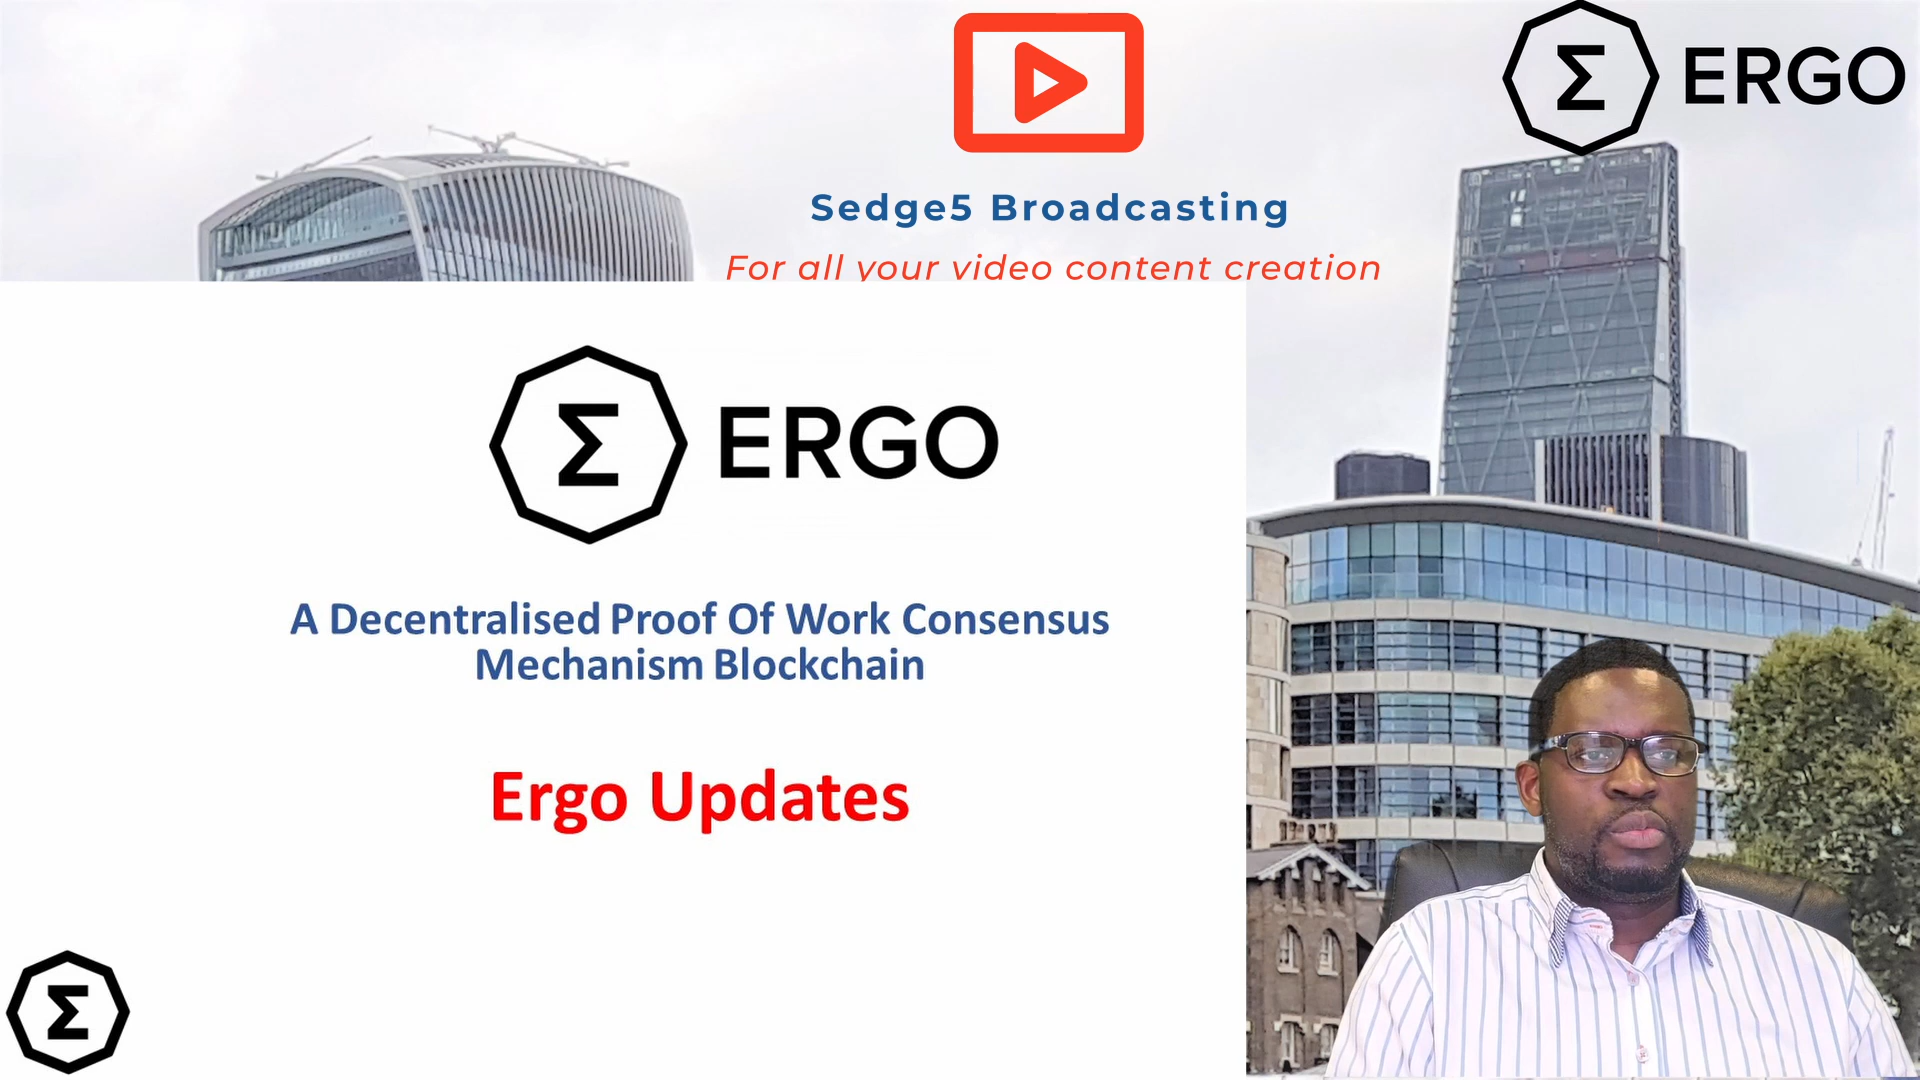 Σ ERGO
Sedge5 Broadcasting
For all your video content creation
Σ ERGO
A Decentralised Proof Of Work Consensus
Mechanism Blockchain
Ergo Updates
Σ